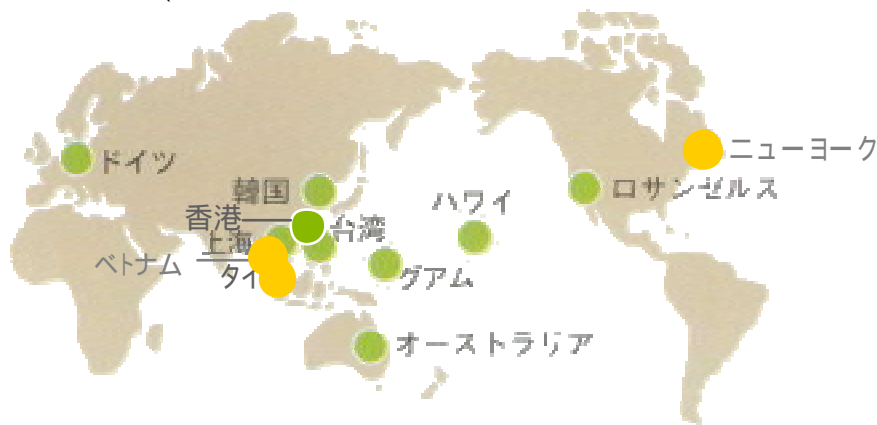 ニューヨーク
ドイツ
韓国
ロサンゼルス
ハワイ
香港
台湾
上海
ベトナム
タイ
グアム
オーストラリア